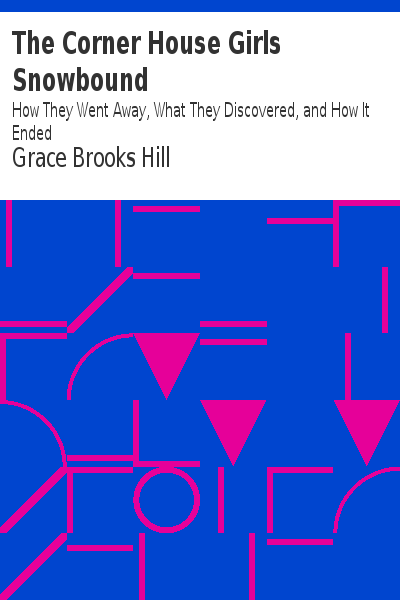 The Corner House Girls
Snowbound
How They Went Away, What They Discovered, and How It
Ended
Grace Brooks Hill